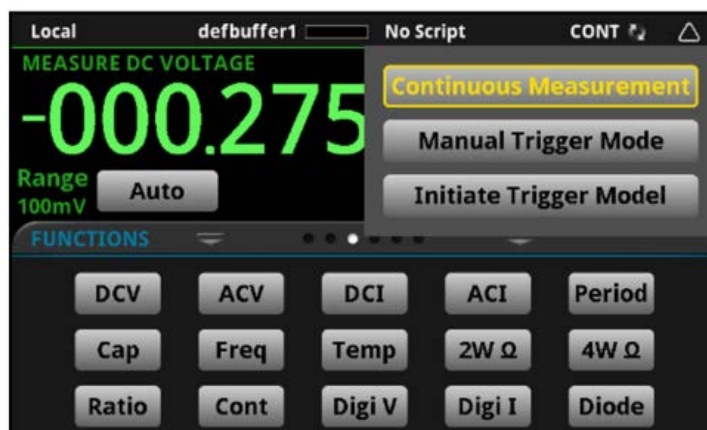 Local defbuffer1 No Script CONT
MEASURE DC VOLTAGE
-000.275
Range 100mV Auto
Continuous Measurement
Manual Trigger Mode
Initiate Trigger Model
FUNCTIONS
DCV ACV DCI ACI Period
Cap Freq Temp 2W Ω 4W Ω
Ratio Cont Digi V Digi I Diode